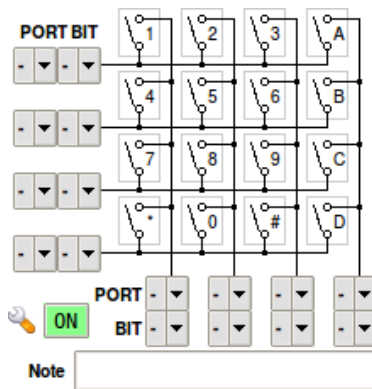 1 2 3 A
PORT BIT
- -
4 5 6 B
- -
7 8 9 C
- -
* 0 # D
- -
PORT - - - -
ON BIT - - - -
Note